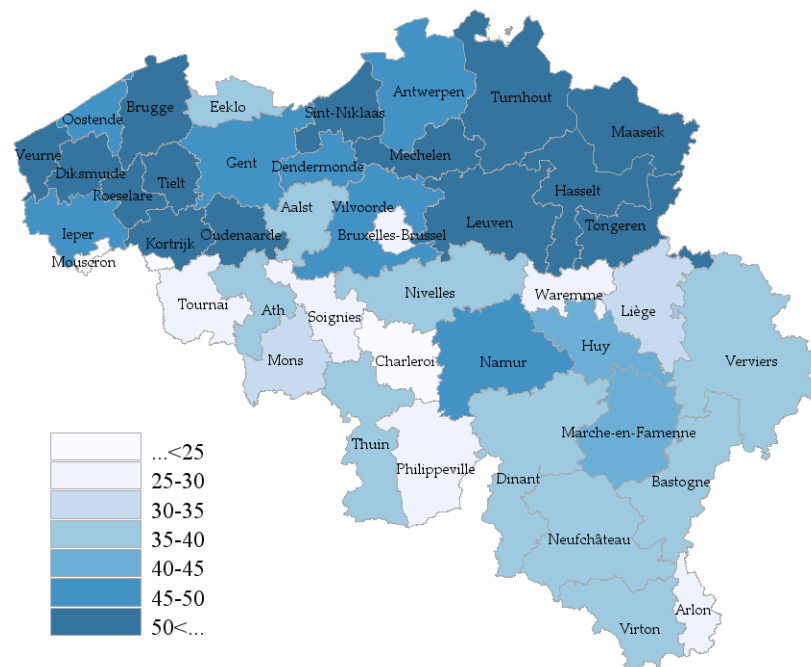 Antwerpen
Turnhout
Eeklo
Brugge
Sint-Niklaas
Oostende
Maaseik
Veurne
Mechelen
Gent
Dendermonde
Diksmuide
Tielt
Roeselare
Hasselt
Aalst
Vilvoorde
Leuven
Tongeren
Ieper
Kortrijk
Oudenaarde
Bruxelles-Brussel
Mouscron
Nivelles
Waremme
Tournai
Ath
Soignies
Liège
Huy
Mons
Charleroi
Namur
Verviers
Marche-en-Famenne
Thuin
Philippeville
Dinant
Bastogne
Neufchâteau
Arlon
Virton
...<25
25-30
30-35
35-40
40-45
45-50
50<...